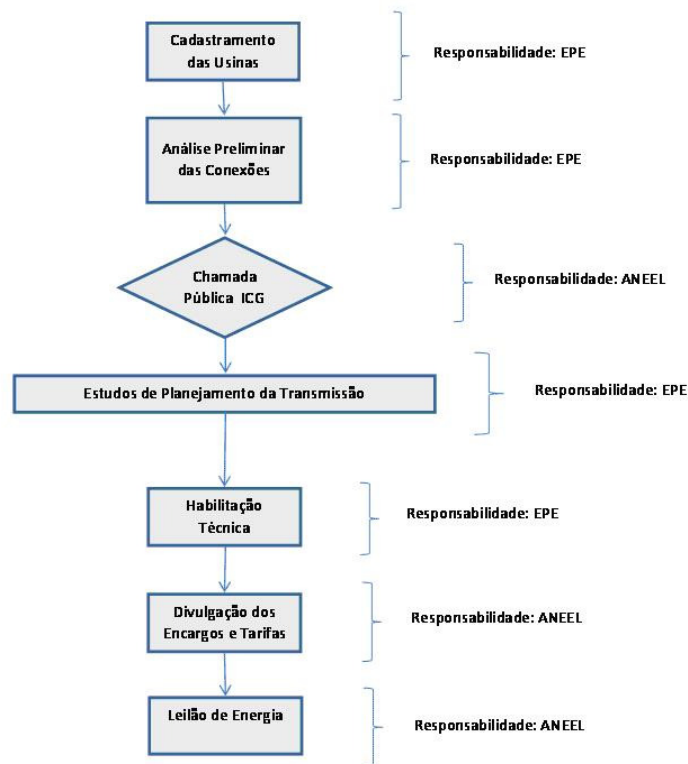 Cadastramento
das Usinas
Responsabilidade: EPE
Análise Preliminar
das Conexões
Responsabilidade: EPE
Chamada
Pública ICG
Responsabilidade: ANEEL
Estudos de Planejamento da Transmissão
Responsabilidade: EPE
Habilitação
Técnica
Responsabilidade: EPE
Divulgação dos
Encargos e Tarifas
Responsabilidade: ANEEL
Leilão de Energia
Responsabilidade: ANEEL